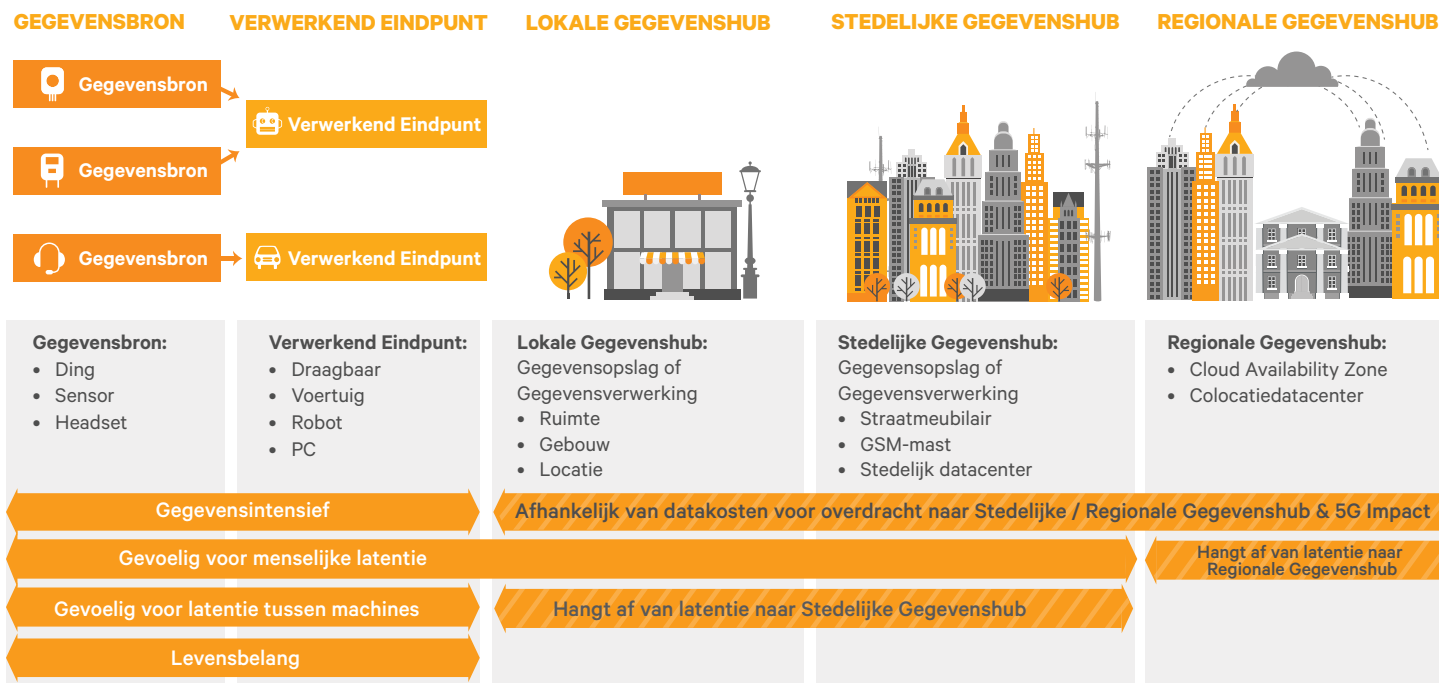 GEGEVENSBRON
VERWERKEND EINDPUNT
LOKALE GEGEVENSHUB
STEDELIJKE GEGEVENSHUB
REGIONALE GEGEVENSHUB
Gegevensbron
Gegevensbron
Gegevensbron
Verwerkend Eindpunt
Verwerkend Eindpunt
Gegevensbron:
• Ding
• Sensor
• Headset
Verwerkend Eindpunt:
• Draagbaar
• Voertuig
• Robot
• PC
Lokale Gegevenshub:
Gegevensopslag of
Gegevensverwerking
• Ruimte
• Gebouw
• Locatie
Stedelijke Gegevenshub:
Gegevensopslag of
Gegevensverwerking
• Straatmeubilair
• GSM-mast
• Stedelijk datacenter
Regionale Gegevenshub:
• Cloud Availability Zone
• Colocatiedatacenter
Gegevensintensief
Afhankelijk van datakosten voor overdracht naar Stedelijke / Regionale Gegevenshub & 5G Impact
Gevoelig voor menselijke latentie
Hangt af van latentie naar
Regionale Gegevenshub
Gevoelig voor latentie tussen machines
Hangt af van latentie naar Stedelijke Gegevenshub
Levensbelang